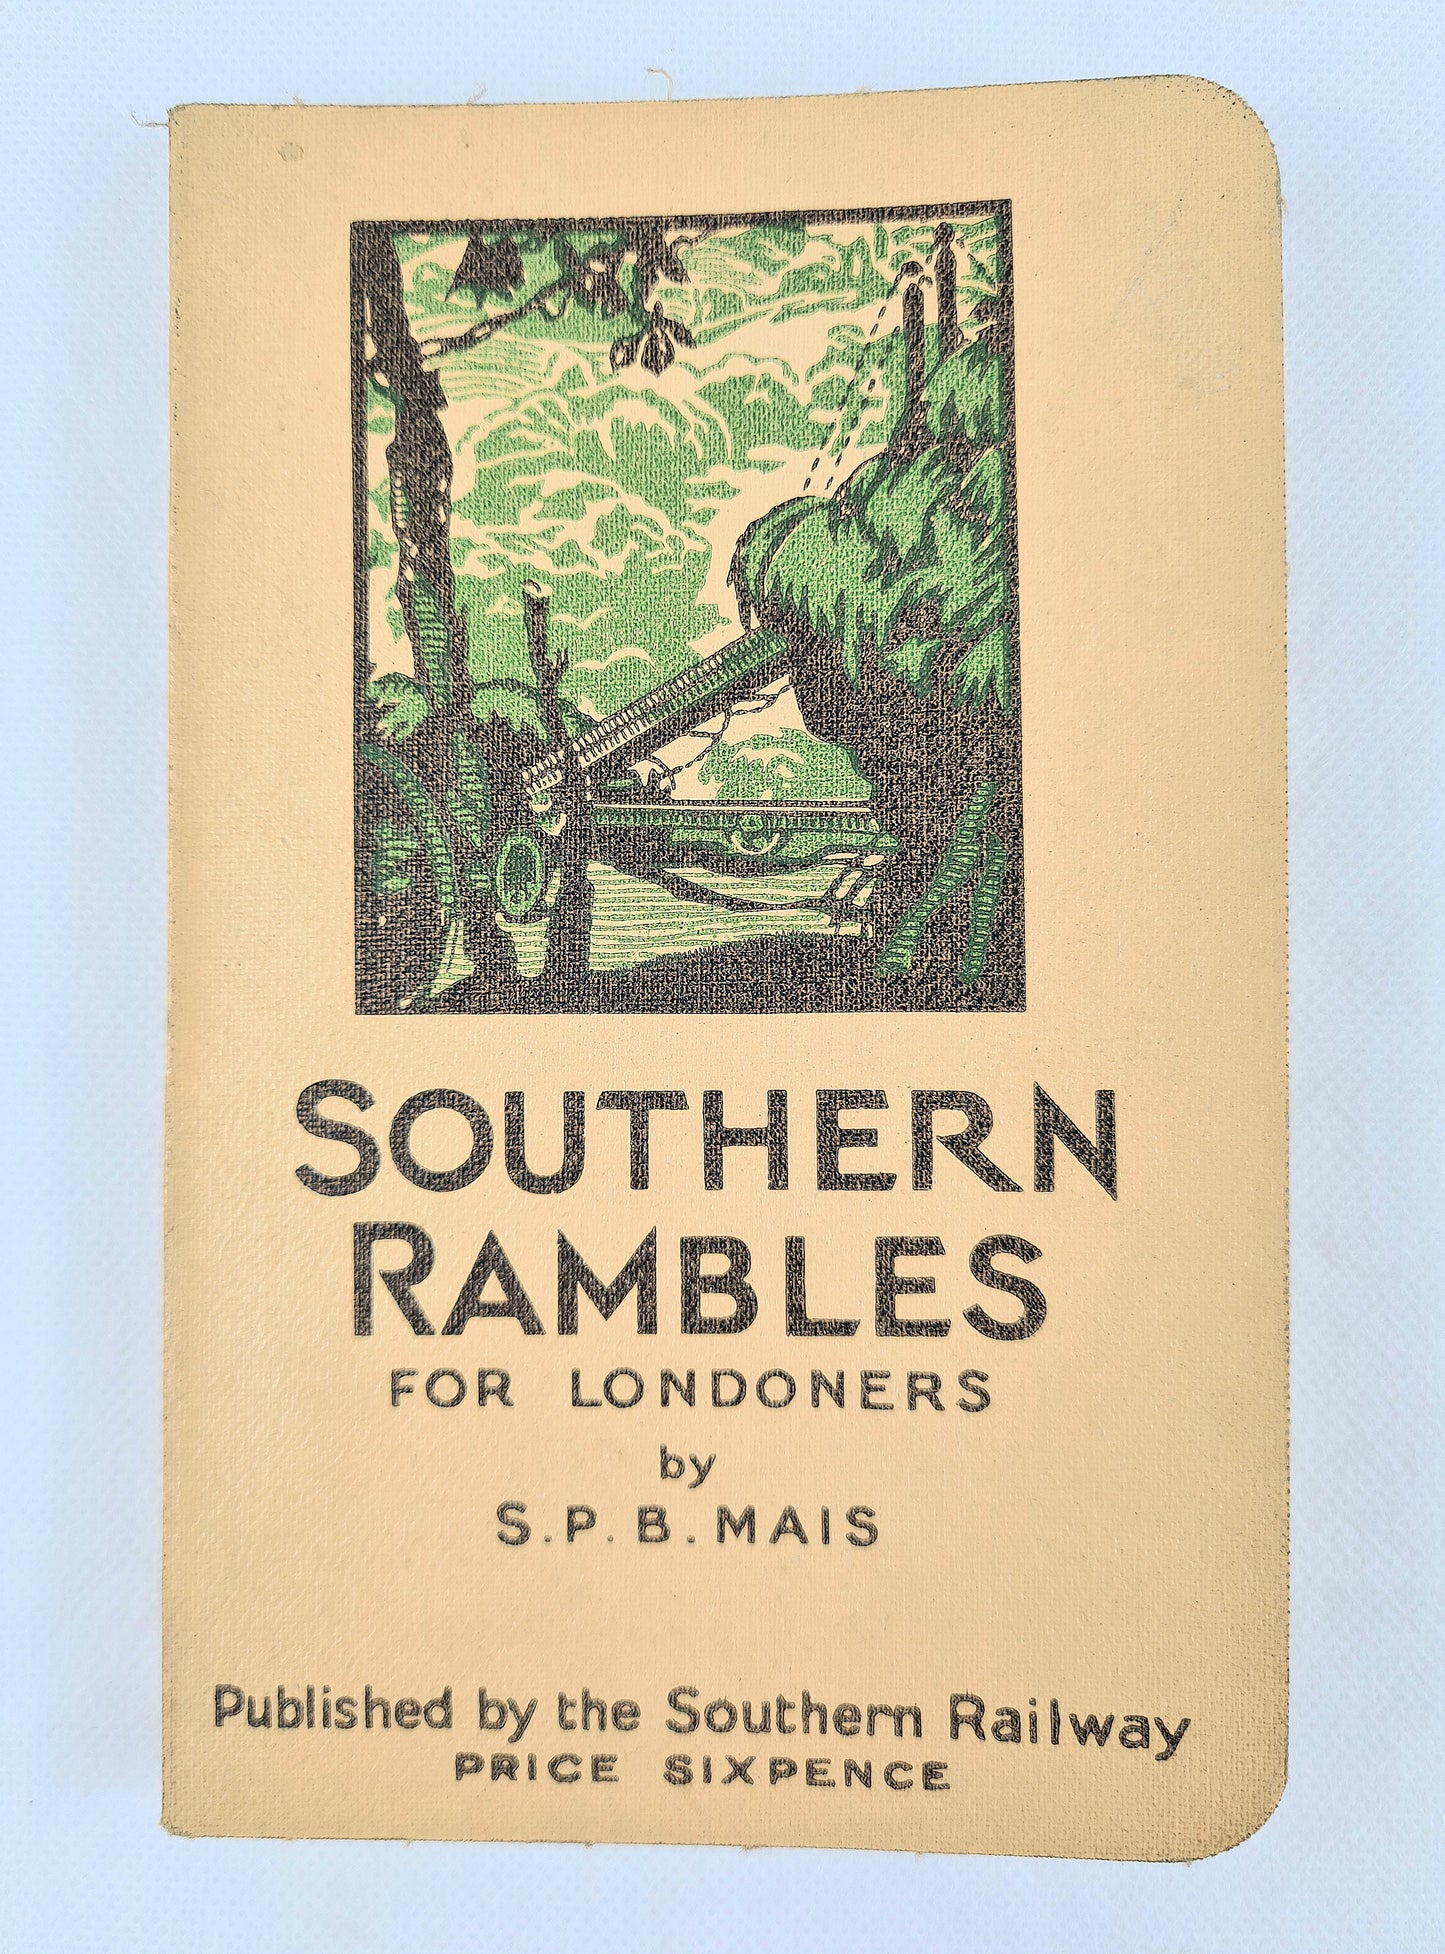 SOUTHERN
RAMBLES
FOR LONDONERS
by
S.P.B.MAIS
Published by the Southern Railway
PRICE SIXPENCE